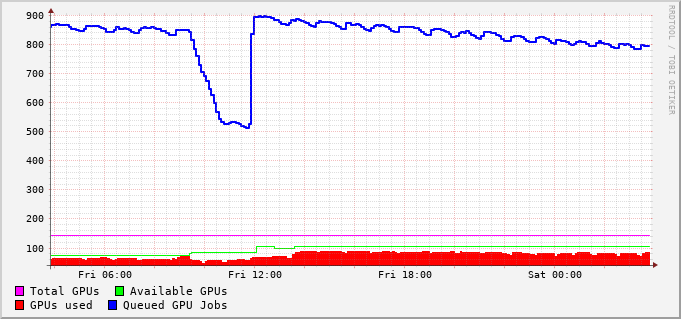 900
800
700
600
500
400
300
200
100
Fri 06:00 Fri 12:00 Fri 18:00 Sat 00:00
Total GPUs Available GPUs
GPUs used Queued GPU Jobs
RRDTOOL / TOBI OETIKER